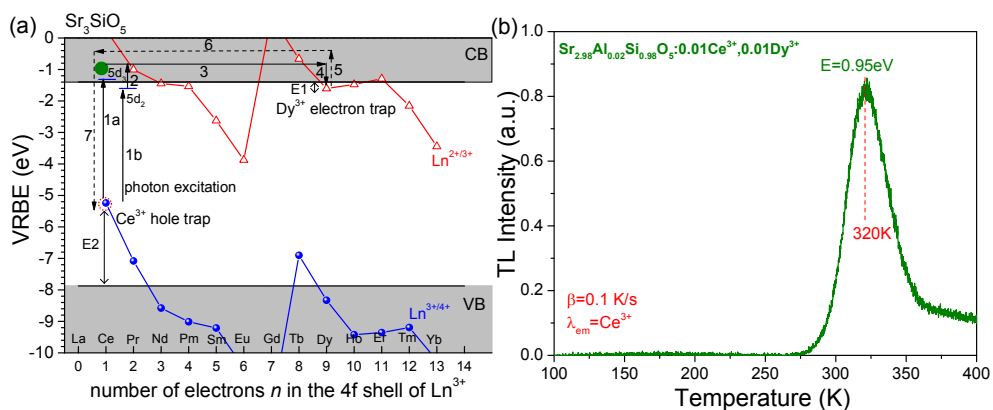 (a) Sr₃SiO₅
0
-1
-2
-3
-4
-5
-6
-7
-8
-9
-10
VRBE (eV)
CB
6
3
4
5
2
5d₃
5d₂
E1
Dy³⁺ electron trap
1a
1b
7
Ln²⁺/³⁺
photon excitation
Ce³⁺ hole trap
E2
Ln³⁺/⁴⁺
VB
La Ce Pr Nd Pm Sm Eu Gd Tb Dy Ho Er Tm Yb
0 1 2 3 4 5 6 7 8 9 10 11 12 13 14
number of electrons n in the 4f shell of Ln³⁺
(b)
1.0
0.8
0.6
0.4
0.2
0.0
TL Intensity (a.u.)
Sr₂.₉₈Al₀.₀₂Si₀.₉₈O₅:0.01Ce³⁺,0.01Dy³⁺
E=0.95eV
320K
β=0.1 K/s
λem=Ce³⁺
100 150 200 250 300 350 400
Temperature (K)